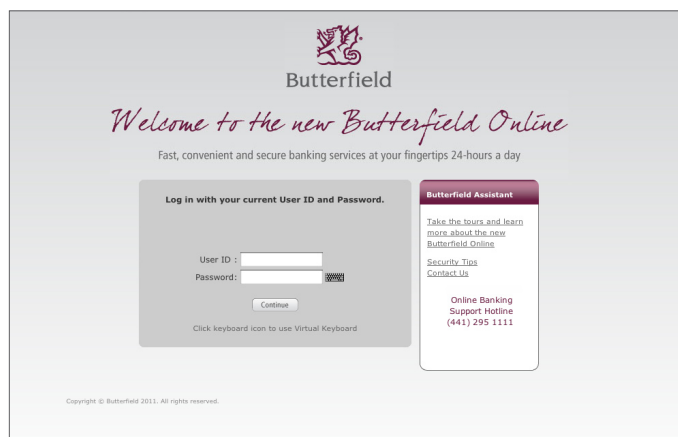 Butterfield
Welcome to the new Butterfield Online
Fast, convenient and secure banking services at your fingertips 24-hours a day
Log in with your current User ID and Password.
User ID :
Password:
Continue
Click keyboard icon to use Virtual Keyboard
Butterfield Assistant
Take the tours and learn
more about the new
Butterfield Online
Security Tips
Contact Us
Online Banking
Support Hotline
(441) 295 1111
Copyright © Butterfield 2011. All rights reserved.